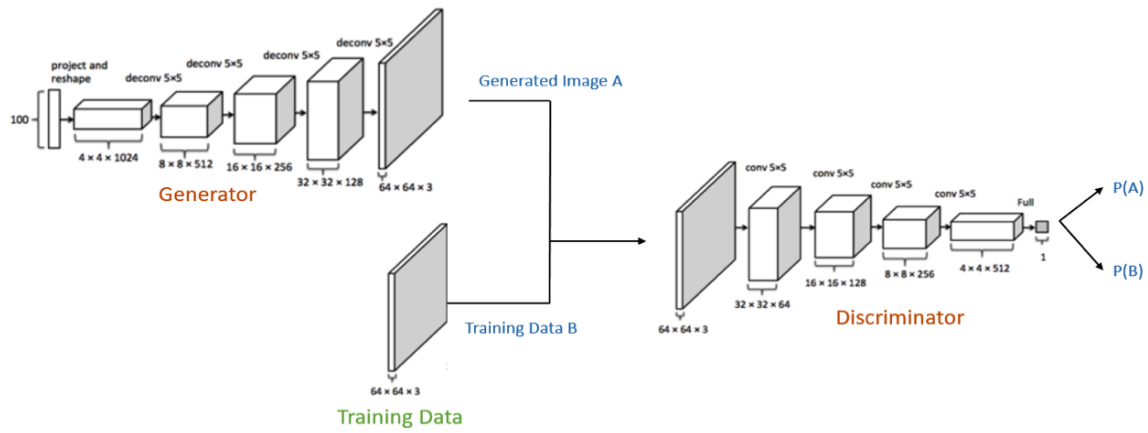 project and
reshape
100
4 × 4 × 1024
deconv 5×5
8 × 8 × 512
deconv 5×5
16 × 16 × 256
deconv 5×5
32 × 32 × 128
deconv 5×5
64 × 64 × 3
Generator
Generated Image A
Training Data B
64 × 64 × 3
Training Data
64 × 64 × 3
conv 5×5
32 × 32 × 64
conv 5×5
16 × 16 × 128
conv 5×5
8 × 8 × 256
conv 5×5
4 × 4 × 512
Full
1
Discriminator
P(A)
P(B)